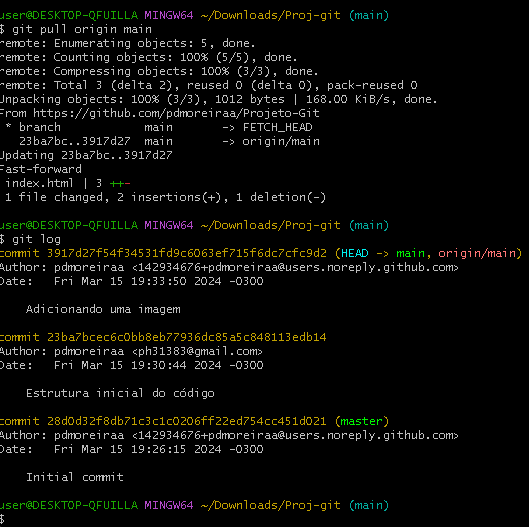 user@DESKTOP-QFUILLA MINGW64 ~/Downloads/Proj-git (main)
$ git pull origin main
remote: Enumerating objects: 5, done.
remote: Counting objects: 100% (5/5), done.
remote: Compressing objects: 100% (3/3), done.
remote: Total 3 (delta 2), reused 0 (delta 0), pack-reused 0
Unpacking objects: 100% (3/3), 1012 bytes | 168.00 KiB/s, done.
From https://github.com/pdmoreiraa/Projeto-Git
 * branch            main       -> FETCH_HEAD
   23ba7bc..3917d27  main       -> origin/main
Updating 23ba7bc..3917d27
Fast-forward
 index.html | 3 ++-
 1 file changed, 2 insertions(+), 1 deletion(-)
user@DESKTOP-QFUILLA MINGW64 ~/Downloads/Proj-git (main)
$ git log
commit 3917d27f54f34531fd9c6063ef715f6dc7cfc9d2 (HEAD -> main, origin/main)
Author: pdmoreiraa <142934676+pdmoreiraa@users.noreply.github.com>
Date:   Fri Mar 15 19:33:50 2024 -0300
    Adicionando uma imagem
commit 23ba7bcec6c0bb8eb77936dc85a5c848113edb14
Author: pdmoreiraa <ph31383@gmail.com>
Date:   Fri Mar 15 19:30:44 2024 -0300
    Estrutura inicial do código
commit 28d0d32f8db71c3c1c0206ff22ed754cc451d021 (master)
Author: pdmoreiraa <142934676+pdmoreiraa@users.noreply.github.com>
Date:   Fri Mar 15 19:26:15 2024 -0300
    Initial commit
user@DESKTOP-QFUILLA MINGW64 ~/Downloads/Proj-git (main)
$